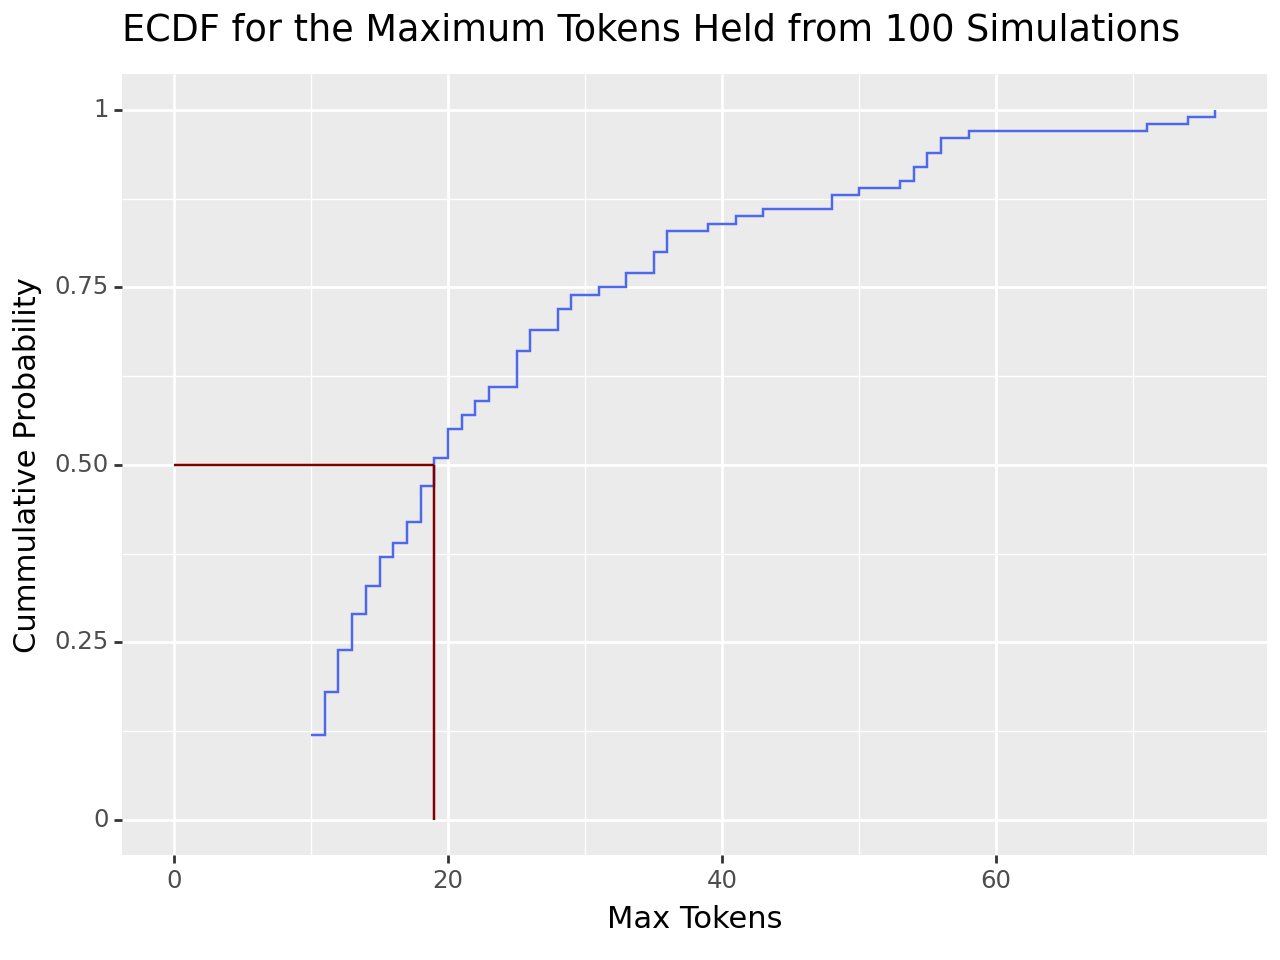 ECDF for the Maximum Tokens Held from 100 Simulations
Cummulative Probability
1
0.75
0.50
0.25
0
0 20 40 60
Max Tokens